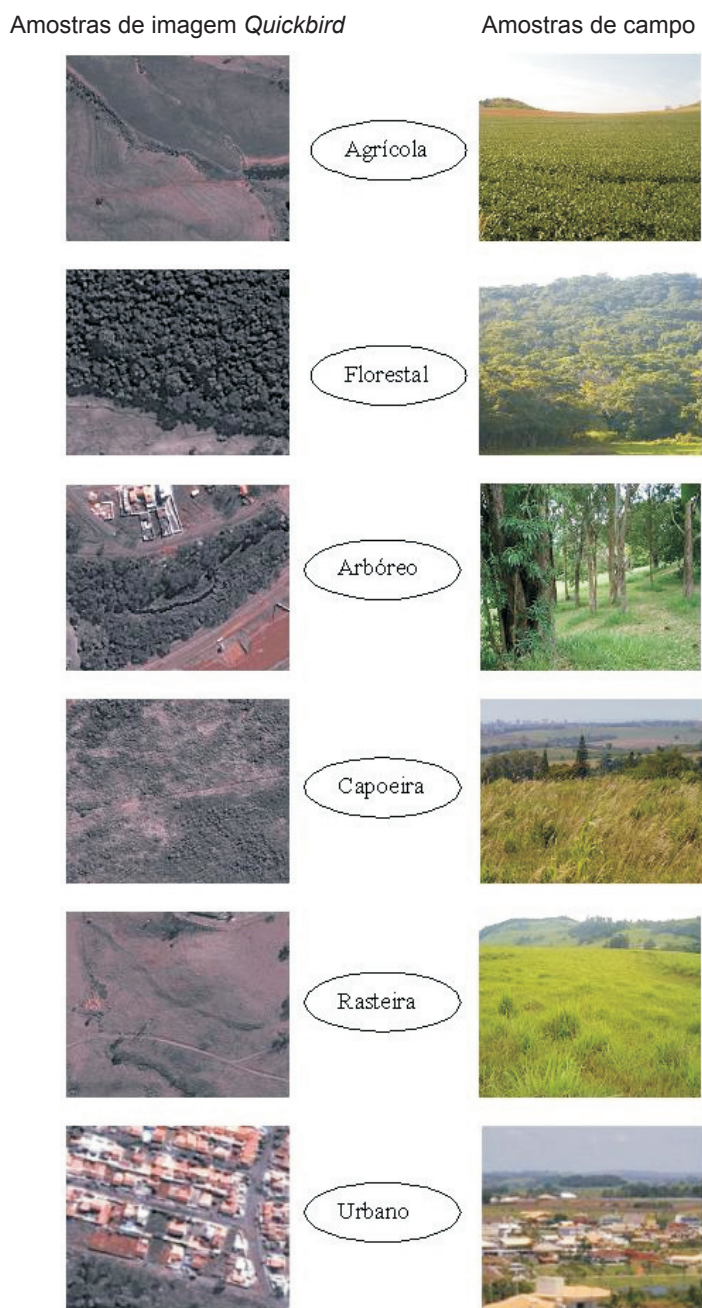 Amostras de imagem Quickbird
Amostras de campo
Agrícola
Florestal
Arbóreo
Capoeira
Rasteira
Urbano